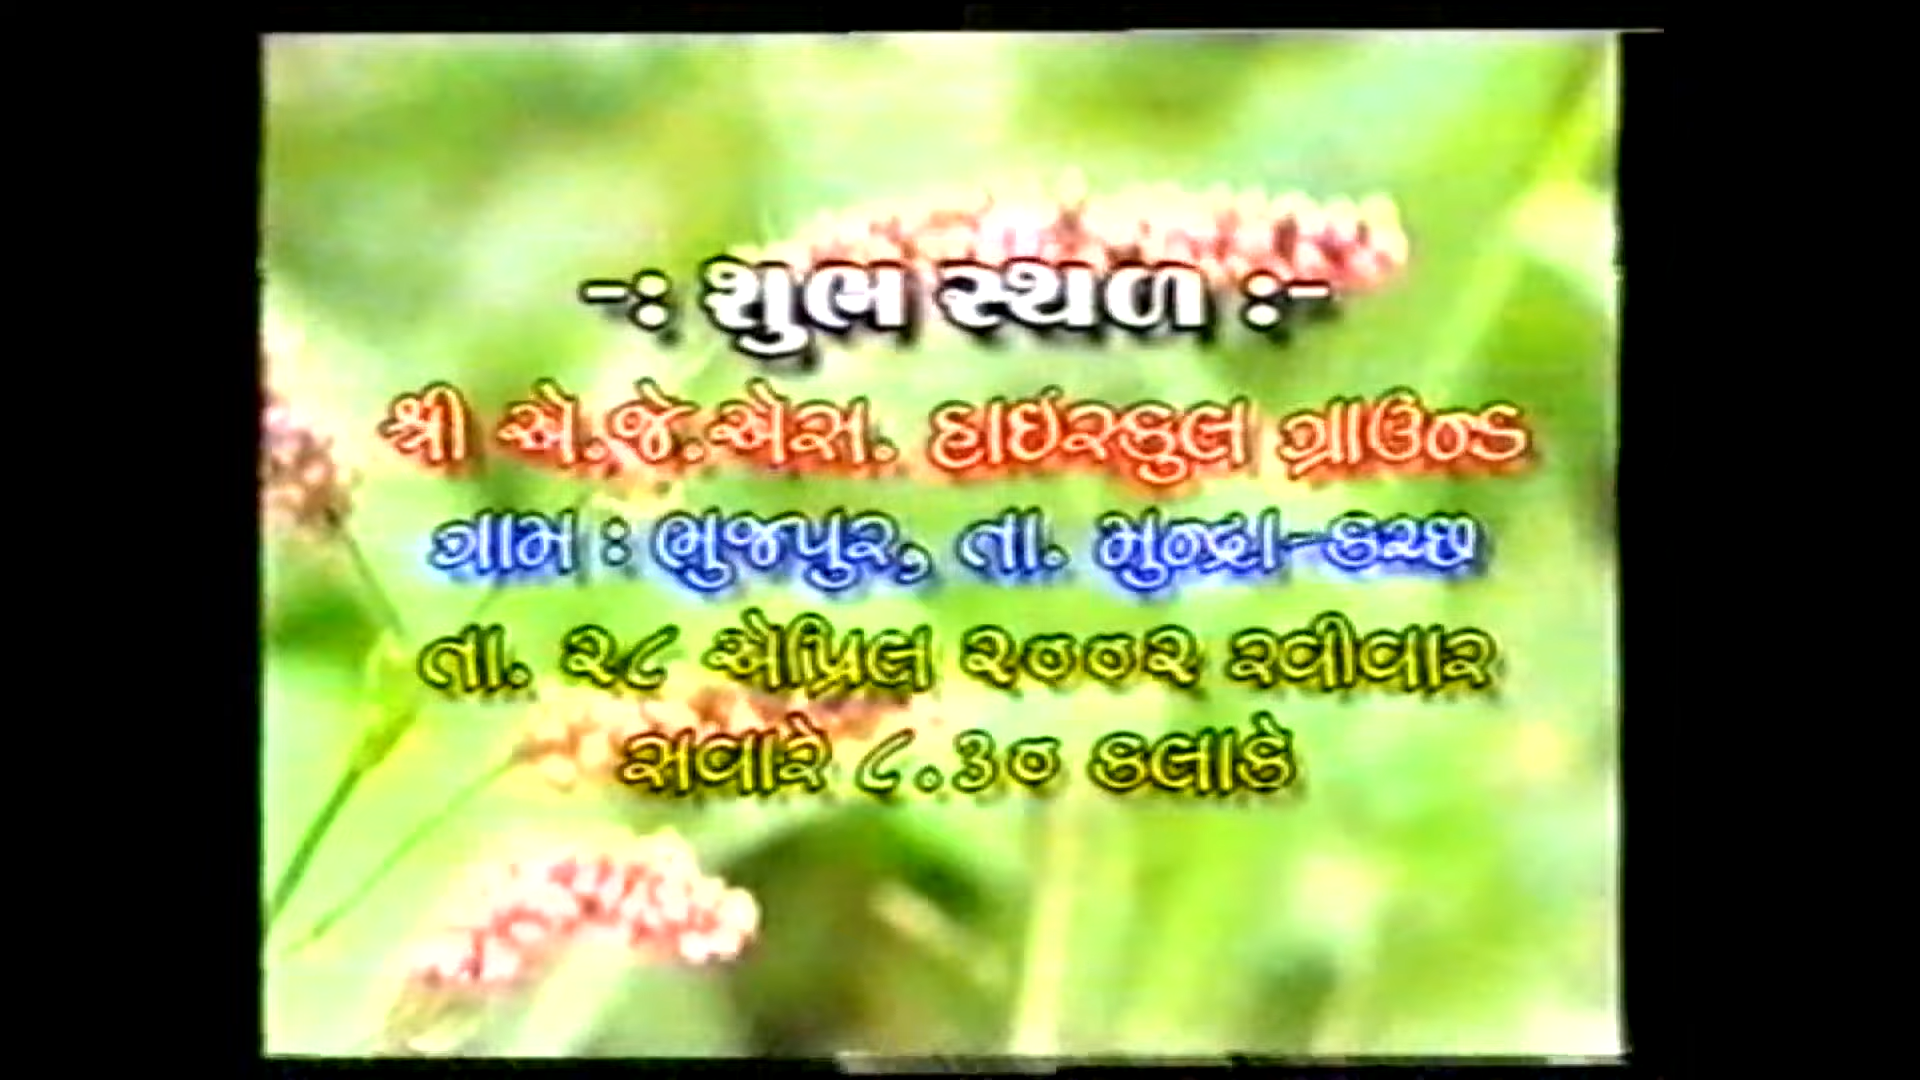 -: શુભ સ્થળ :-
શ્રી એ.જે.એસ. હાઇસ્કુલ ગ્રાઉન્ડ
ગ્રામ : ભુજપુર, તા. મુન્દ્રા-કચ્છ
તા. ૨૮ એપ્રિલ ૨૦૦૨ રવીવાર
સવારે ૮.૩૦ કલાકે